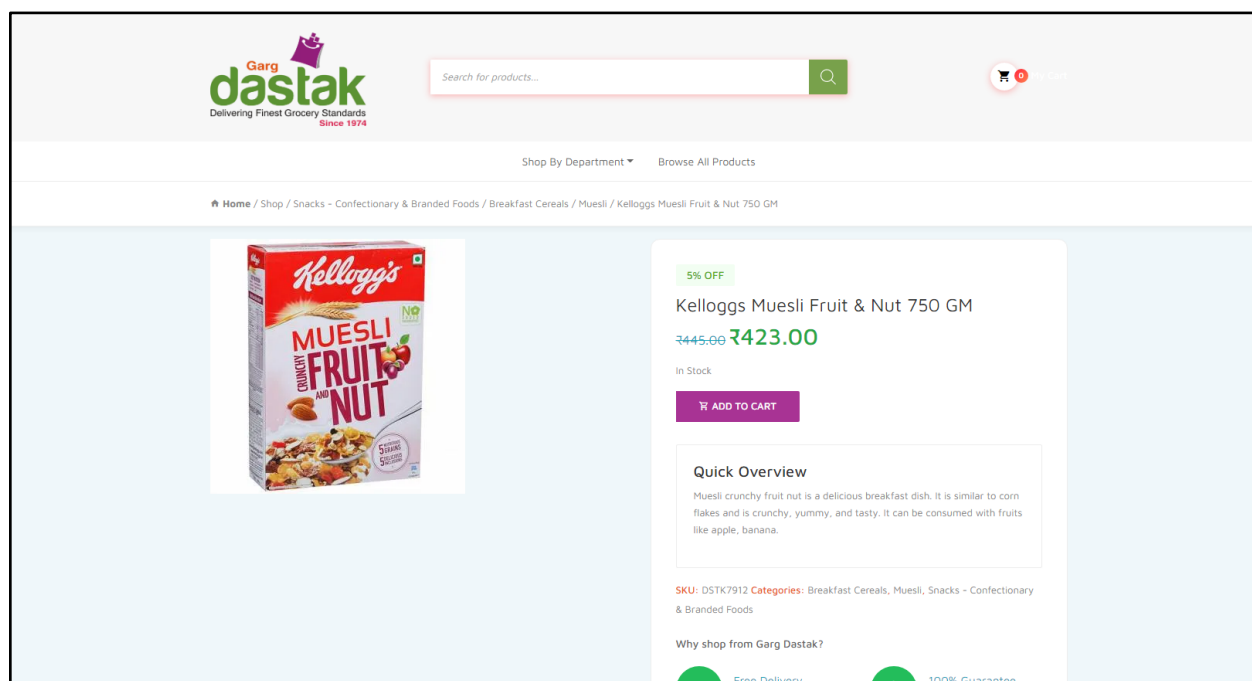 Garg
dastak
Delivering Finest Grocery Standards
Since 1974
Search for products...
0
My Cart
Shop By Department
Browse All Products
Home / Shop / Snacks - Confectionary & Branded Foods / Breakfast Cereals / Muesli / Kelloggs Muesli Fruit & Nut 750 GM
Kellogg's
MUESLI
CRUNCHY
FRUIT
AND
NUT
5% OFF
Kelloggs Muesli Fruit & Nut 750 GM
₹445.00 ₹423.00
In Stock
ADD TO CART
Quick Overview
Muesli crunchy fruit nut is a delicious breakfast dish. It is similar to corn
flakes and is crunchy, yummy, and tasty. It can be consumed with fruits
like apple, banana.
SKU: DSTK7912 Categories: Breakfast Cereals, Muesli, Snacks - Confectionary
& Branded Foods
Why shop from Garg Dastak?
Free Delivery
100% Guarantee